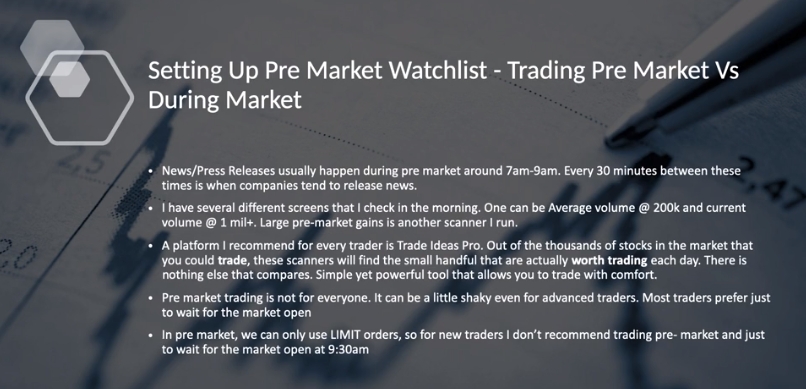 Setting Up Pre Market Watchlist - Trading Pre Market Vs
During Market
• News/Press Releases usually happen during pre market around 7am-9am. Every 30 minutes between these
times is when companies tend to release news.
• I have several different screens that I check in the morning. One can be Average volume @ 200k and current
volume @ 1 mil+. Large pre-market gains is another scanner I run.
• A platform I recommend for every trader is Trade Ideas Pro. Out of the thousands of stocks in the market that
you could trade, these scanners will find the small handful that are actually worth trading each day. There is
nothing else that compares. Simple yet powerful tool that allows you to trade with comfort.
• Pre market trading is not for everyone. It can be a little shaky even for advanced traders. Most traders prefer just
to wait for the market open
• In pre market, we can only use LIMIT orders, so for new traders I don't recommend trading pre- market and just
to wait for the market open at 9:30am
2,5
2,47